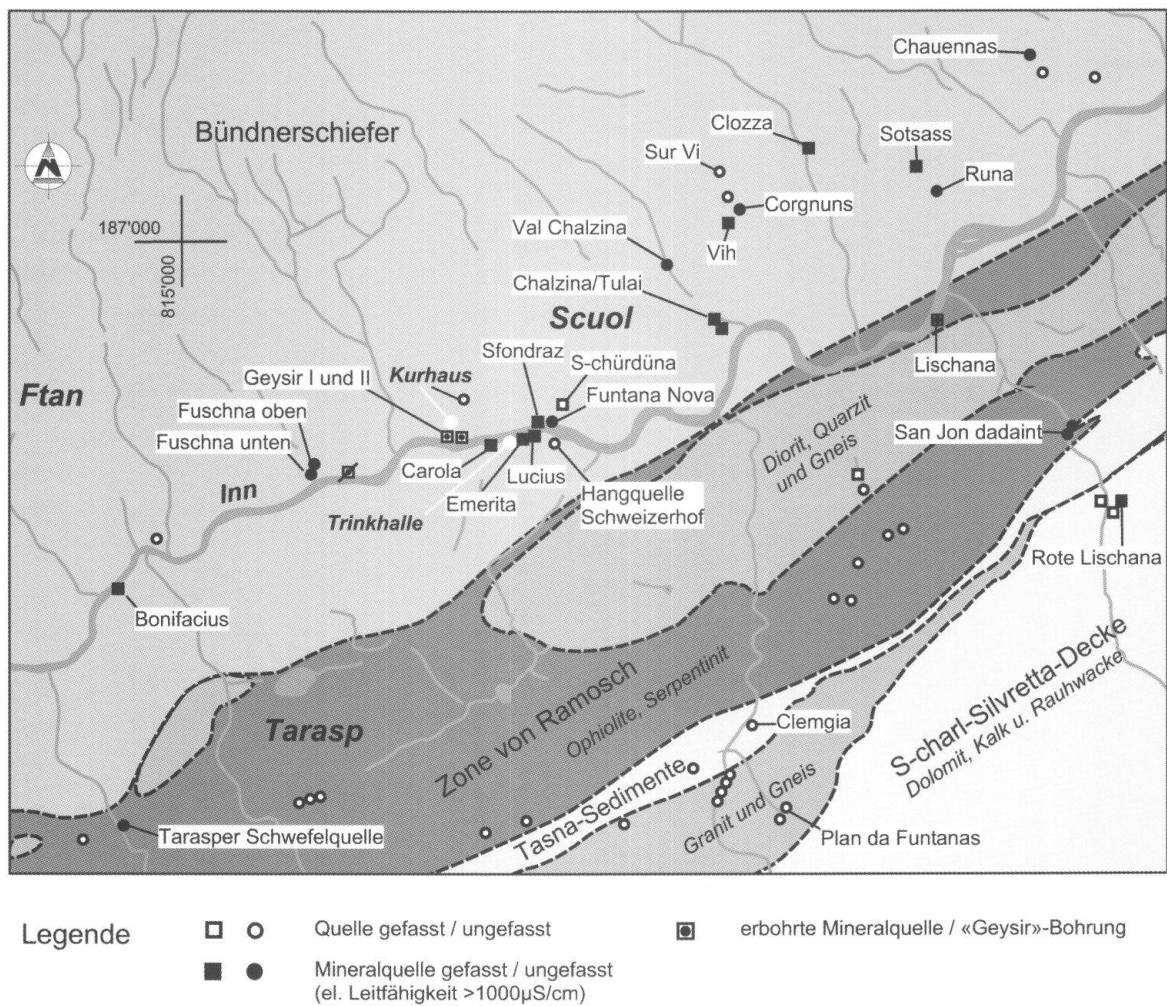 Chauennas
Bündnerschiefer
Clozza
Sotsass
Sur Vi
Runa
Corgnuns
187'000
815'000
Val Chalzina
Vih
Chalzina/Tulai
Scuol
Sfondraz
S-chürdüna
Lischana
Geysir I und II
Kurhaus
Funtana Nova
Ftan
Fuschna oben
Fuschna unten
San Jon dadaint
Diorit, Quarzit
und Gneis
Carola
Lucius
Inn
Emerita
Hangquelle
Schweizerhof
Trinkhalle
Rote Lischana
Bonifacius
Zone von Ramosch
Ophiolite, Serpentinit
S-charl-Silvretta-Decke
Dolomit, Kalk u. Rauhwacke
Tarasp
Clemgia
Tasna-Sedimente
Granit und Gneis
Tarasper Schwefelquelle
Plan da Funtanas
Legende
Quelle gefasst / ungefasst
erbohrte Mineralquelle / «Geysir»-Bohrung
Mineralquelle gefasst / ungefasst
(el. Leitfähigkeit >1000µS/cm)